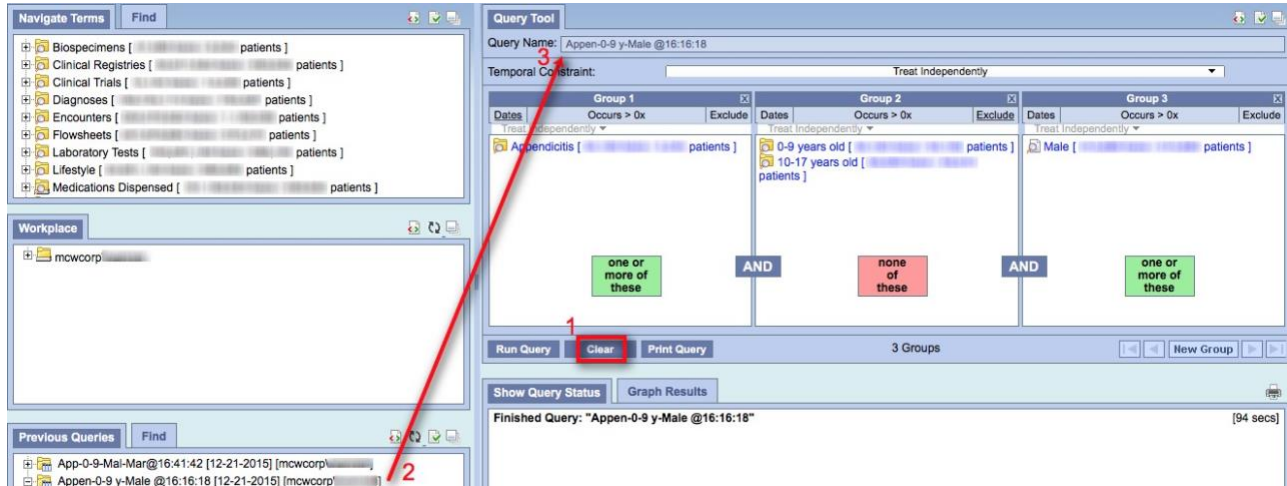 Navigate Terms Find
Biospecimens [ patients ]
Clinical Registries [ patients ]
Clinical Trials [ patients ]
Diagnoses [ patients ]
Encounters [ patients ]
Flowsheets [ patients ]
Laboratory Tests [ patients ]
Lifestyle [ patients ]
Medications Dispensed [ patients ]
Workplace
mcwcorp\
Previous Queries Find
App-0-9-Mal-Mar@16:41:42 [12-21-2015] [mcwcorp\ ]
Appen-0-9 y-Male @16:16:18 [12-21-2015] [mcwcorp\ ]
2
Query Tool
Query Name: Appen-0-9 y-Male @16:16:18
3
Temporal Constraint: Treat Independently
Group 1
Dates Occurs > 0x Exclude
Treat Independently
Appendicitis [ patients ]
one or
more of
these
AND
Group 2
Dates Occurs > 0x Exclude
Treat Independently
0-9 years old [ patients ]
10-17 years old [
patients ]
none
of
these
AND
Group 3
Dates Occurs > 0x Exclude
Treat Independently
Male [ patients ]
one or
more of
these
1
Run Query Clear Print Query 3 Groups New Group
Show Query Status Graph Results
Finished Query: "Appen-0-9 y-Male @16:16:18" [94 secs]